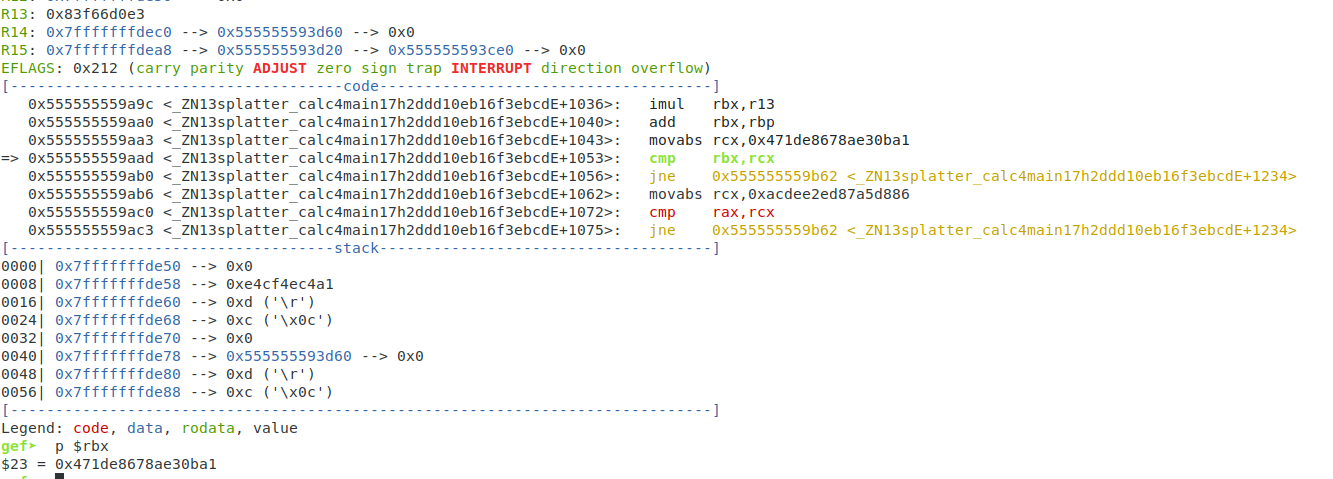 R13: 0x83f66d0e3
R14: 0x7fffffffdec0 --> 0x555555593d60 --> 0x0
R15: 0x7fffffffdea8 --> 0x555555593d20 --> 0x555555593ce0 --> 0x0
EFLAGS: 0x212 (carry parity ADJUST zero sign trap INTERRUPT direction overflow)
[-------------------------------------code-------------------------------------]
   0x555555559a9c <_ZN13splatter_calc4main17h2ddd10eb16f3ebcdE+1036>:	imul   rbx,r13
   0x555555559aa0 <_ZN13splatter_calc4main17h2ddd10eb16f3ebcdE+1040>:	add    rbx,rbp
   0x555555559aa3 <_ZN13splatter_calc4main17h2ddd10eb16f3ebcdE+1043>:	movabs rcx,0x471de8678ae30ba1
=> 0x555555559aad <_ZN13splatter_calc4main17h2ddd10eb16f3ebcdE+1053>:	cmp    rbx,rcx
   0x555555559ab0 <_ZN13splatter_calc4main17h2ddd10eb16f3ebcdE+1056>:	jne    0x555555559b62 <_ZN13splatter_calc4main17h2ddd10eb16f3ebcdE+1234>
   0x555555559ab6 <_ZN13splatter_calc4main17h2ddd10eb16f3ebcdE+1062>:	movabs rcx,0xacdee2ed87a5d886
   0x555555559ac0 <_ZN13splatter_calc4main17h2ddd10eb16f3ebcdE+1072>:	cmp    rax,rcx
   0x555555559ac3 <_ZN13splatter_calc4main17h2ddd10eb16f3ebcdE+1075>:	jne    0x555555559b62 <_ZN13splatter_calc4main17h2ddd10eb16f3ebcdE+1234>
[------------------------------------stack-------------------------------------]
0000| 0x7fffffffde50 --> 0x0
0008| 0x7fffffffde58 --> 0xe4cf4ec4a1
0016| 0x7fffffffde60 --> 0xd ('\r')
0024| 0x7fffffffde68 --> 0xc ('\x0c')
0032| 0x7fffffffde70 --> 0x0
0040| 0x7fffffffde78 --> 0x555555593d60 --> 0x0
0048| 0x7fffffffde80 --> 0xd ('\r')
0056| 0x7fffffffde88 --> 0xc ('\x0c')
[------------------------------------------------------------------------------]
Legend: code, data, rodata, value
gef➤  p $rbx
$23 = 0x471de8678ae30ba1